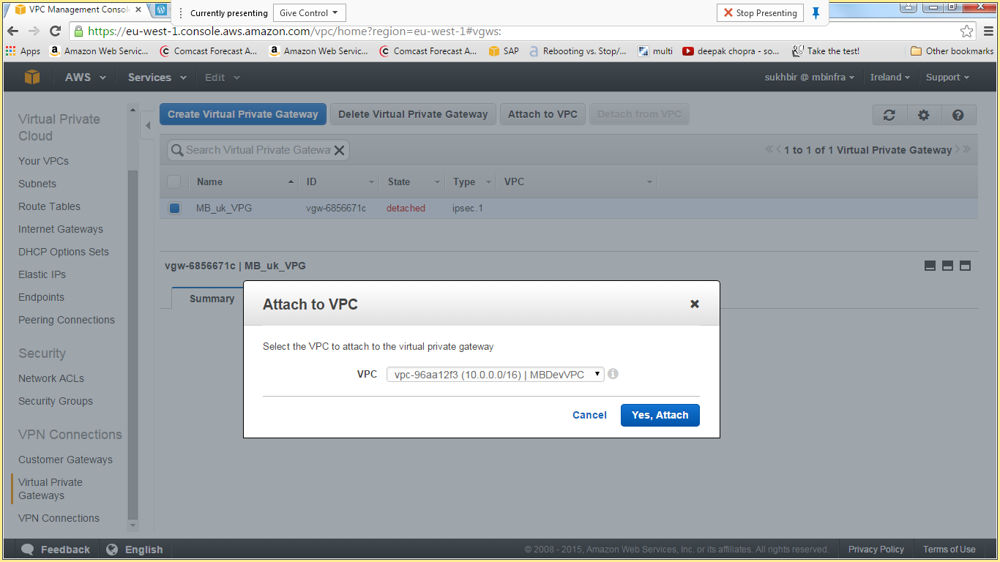 VPC Management Consol
Currently presenting
Give Control
Stop Presenting
https://eu-west-1.console.aws.amazon.com/vpc/home?region=eu-west-1#vgws:
Apps
Amazon Web Servic...
Comcast Forecast A...
Amazon Web Servic...
Comcast Forecast A...
SAP
Rebooting vs. Stop/...
multi
deepak chopra - so...
Take the test!
Other bookmarks
AWS
Services
Edit
sukhbir @ mbinfra
Ireland
Support
Virtual Private
Cloud
Your VPCs
Subnets
Route Tables
Internet Gateways
DHCP Options Sets
Elastic IPs
Endpoints
Peering Connections
Security
Network ACLs
Security Groups
VPN Connections
Customer Gateways
Virtual Private
Gateways
VPN Connections
Create Virtual Private Gateway
Delete Virtual Private Gateway
Attach to VPC
Detach from VPC
Search Virtual Private Gatewa
1 to 1 of 1 Virtual Private Gateway
Name
ID
State
Type
VPC
MB_uk_VPG
vgw-6856671c
detached
ipsec.1
vgw-6856671c | MB_uk_VPG
Summary
Attach to VPC
Select the VPC to attach to the virtual private gateway
VPC
vpc-96aa12f3 (10.0.0.0/16) | MBDevVPC
Cancel
Yes, Attach
Feedback
English
© 2008 - 2015, Amazon Web Services, Inc. or its affiliates. All rights reserved.
Privacy Policy
Terms of Use